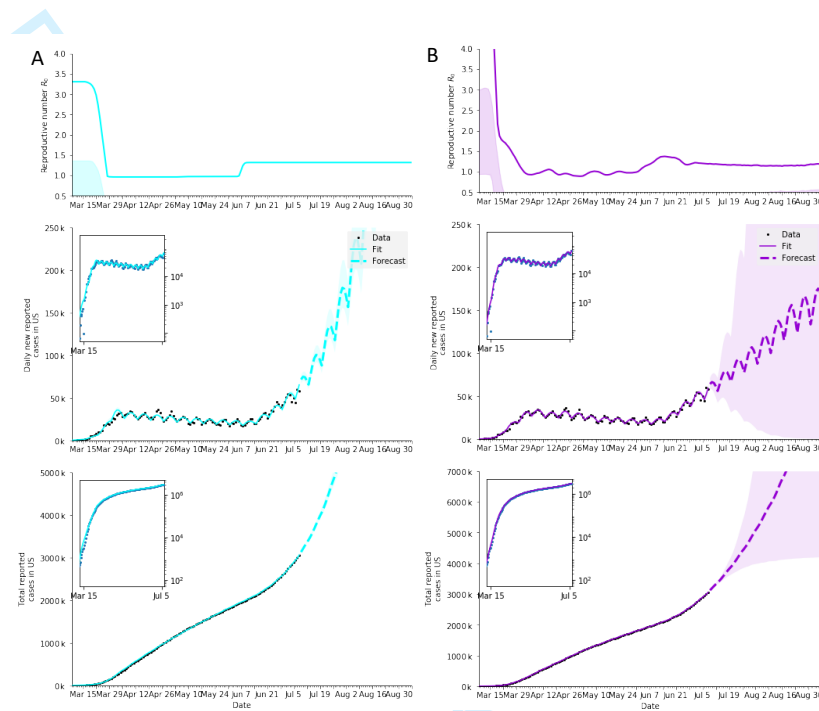 A
4.0
3.5
3.0
2.5
2.0
1.5
1.0
0.5
Reproductive number R₀
Mar 15 Mar 29 Apr 12 Apr 26 May 10 May 24 Jun 7 Jun 21 Jul 5 Jul 19 Aug 2 Aug 16 Aug 30
250 k
200 k
150 k
100 k
50 k
0 k
Daily new reported
cases in US
10⁴
10³
Mar 15
Data
Fit
Forecast
Mar 15 Mar 29 Apr 12 Apr 26 May 10 May 24 Jun 7 Jun 21 Jul 5 Jul 19 Aug 2 Aug 16 Aug 30
5000 k
4000 k
3000 k
2000 k
1000 k
0 k
Total reported
cases in US
10⁶
10⁴
10²
Mar 15 Jul 5
Mar 15 Mar 29 Apr 12 Apr 26 May 10 May 24 Jun 7 Jun 21 Jul 5 Jul 19 Aug 2 Aug 16 Aug 30
Date
B
4.0
3.5
3.0
2.5
2.0
1.5
1.0
0.5
Reproductive number R₀
Mar 15 Mar 29 Apr 12 Apr 26 May 10 May 24 Jun 7 Jun 21 Jul 5 Jul 19 Aug 2 Aug 16 Aug 30
250 k
200 k
150 k
100 k
50 k
0 k
Daily new reported
cases in US
10⁴
10³
Mar 15
Data
Fit
Forecast
Mar 15 Mar 29 Apr 12 Apr 26 May 10 May 24 Jun 7 Jun 21 Jul 5 Jul 19 Aug 2 Aug 16 Aug 30
7000 k
6000 k
5000 k
4000 k
3000 k
2000 k
1000 k
0 k
Total reported
cases in US
10⁶
10⁴
10²
Mar 15 Jul 5
Mar 15 Mar 29 Apr 12 Apr 26 May 10 May 24 Jun 7 Jun 21 Jul 5 Jul 19 Aug 2 Aug 16 Aug 30
Date